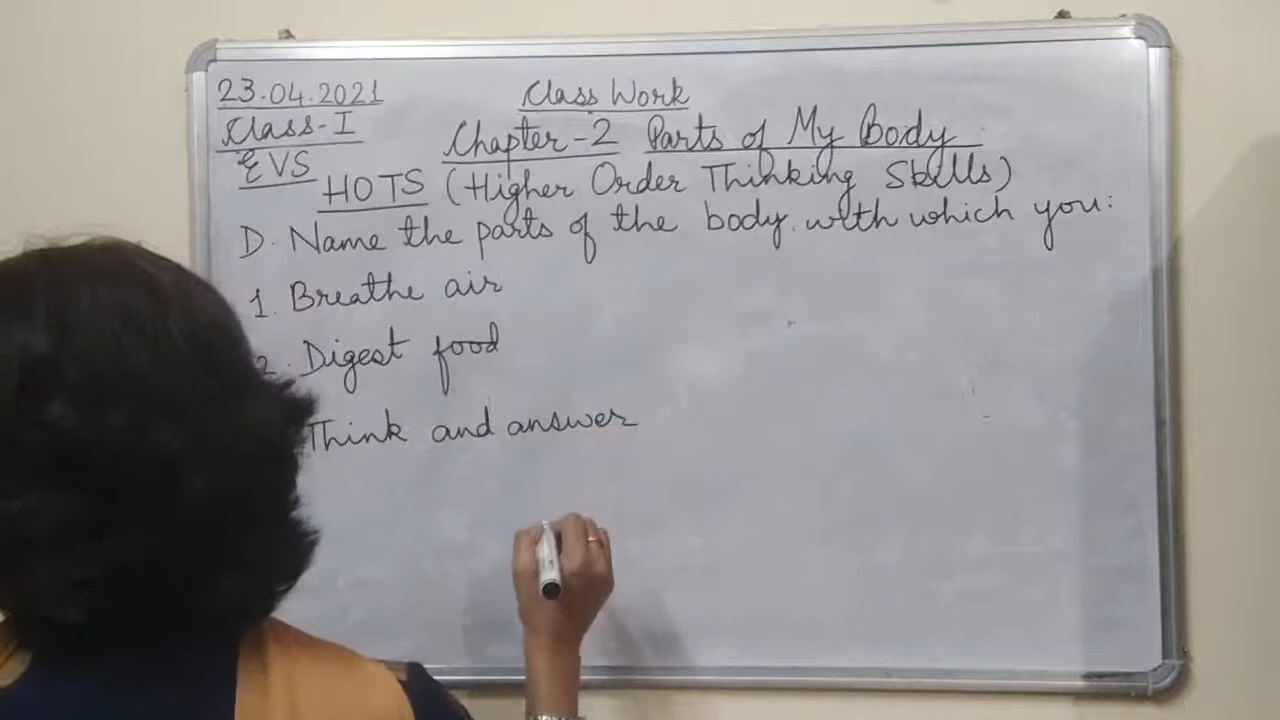 23.04.2021 Class Work
Class-I Chapter-2 Parts of My Body
EVS
HOTS (Higher Order Thinking Skills)
D. Name the parts of the body with which you:
1. Breathe air
2. Digest food
Think and answer